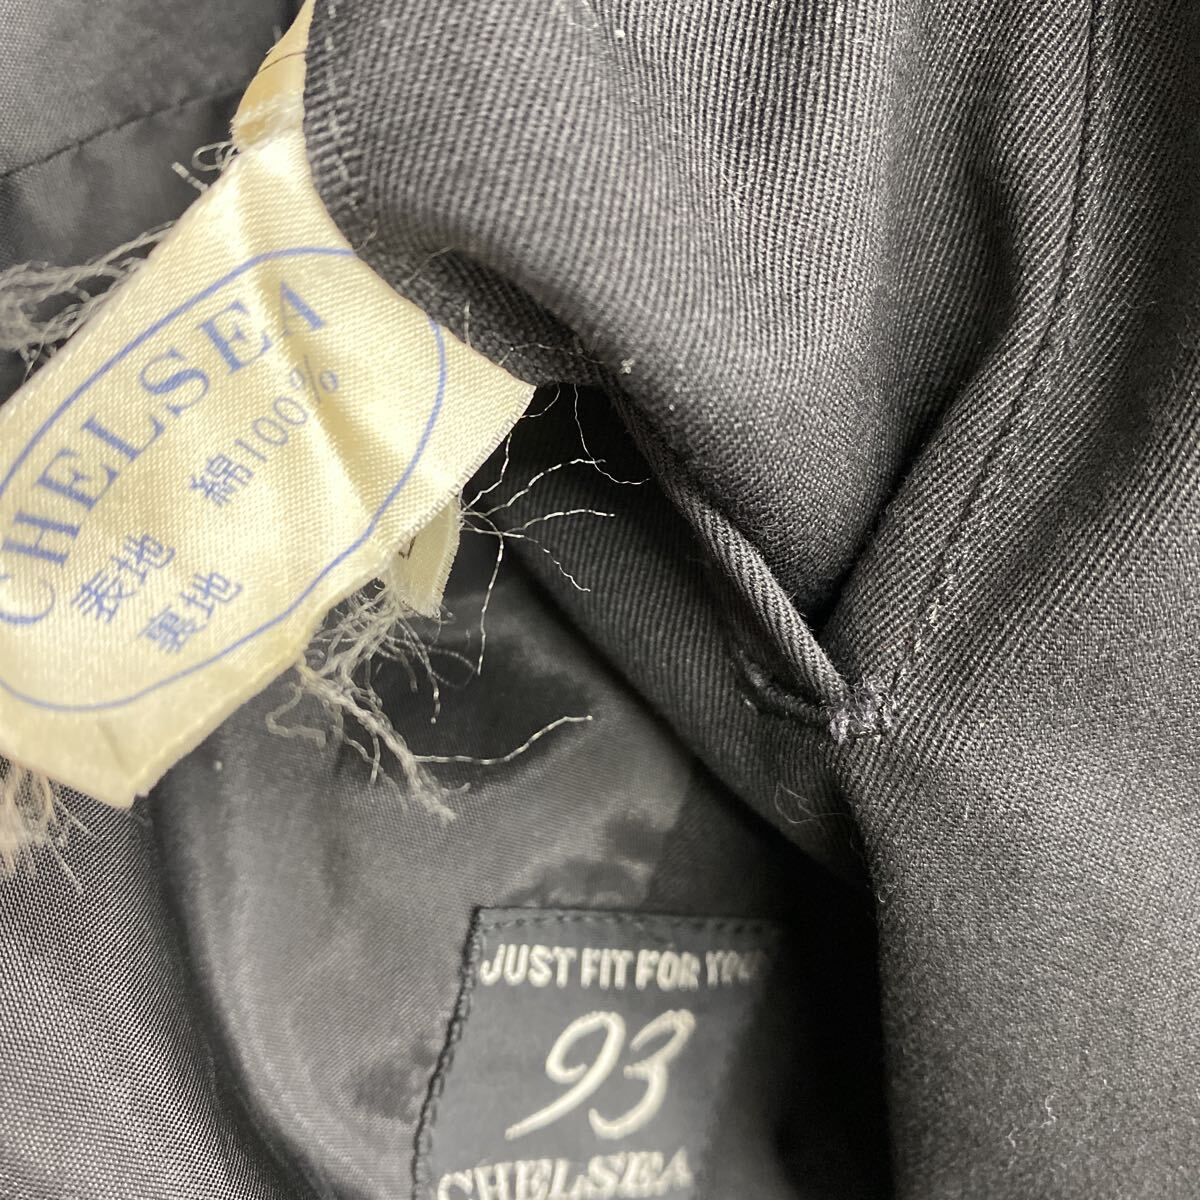 CHELSEA
表地 綿100%
裏地
JUST FIT FOR YOU
93
CHELSEA